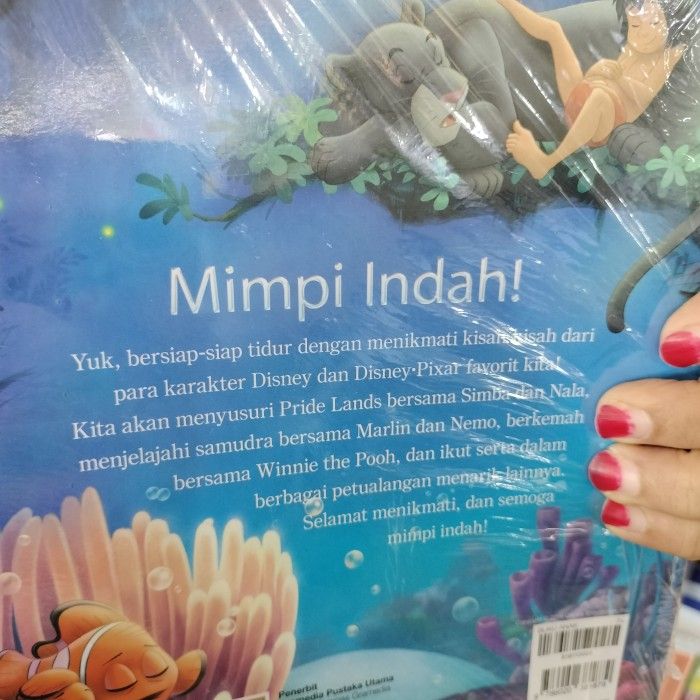 Mimpi Indah!
Yuk, bersiap-siap tidur dengan menikmati kisah-kisah dari
para karakter Disney dan Disney•Pixar favorit kita!
Kita akan menyusuri Pride Lands bersama Simba dan Nala,
menjelajahi samudra bersama Marlin dan Nemo, berkemah
bersama Winnie the Pooh, dan ikut serta dalam
berbagai petualangan menarik lainnya.
Selamat menikmati, dan semoga
mimpi indah!
Penerbit
media Pustaka Utama